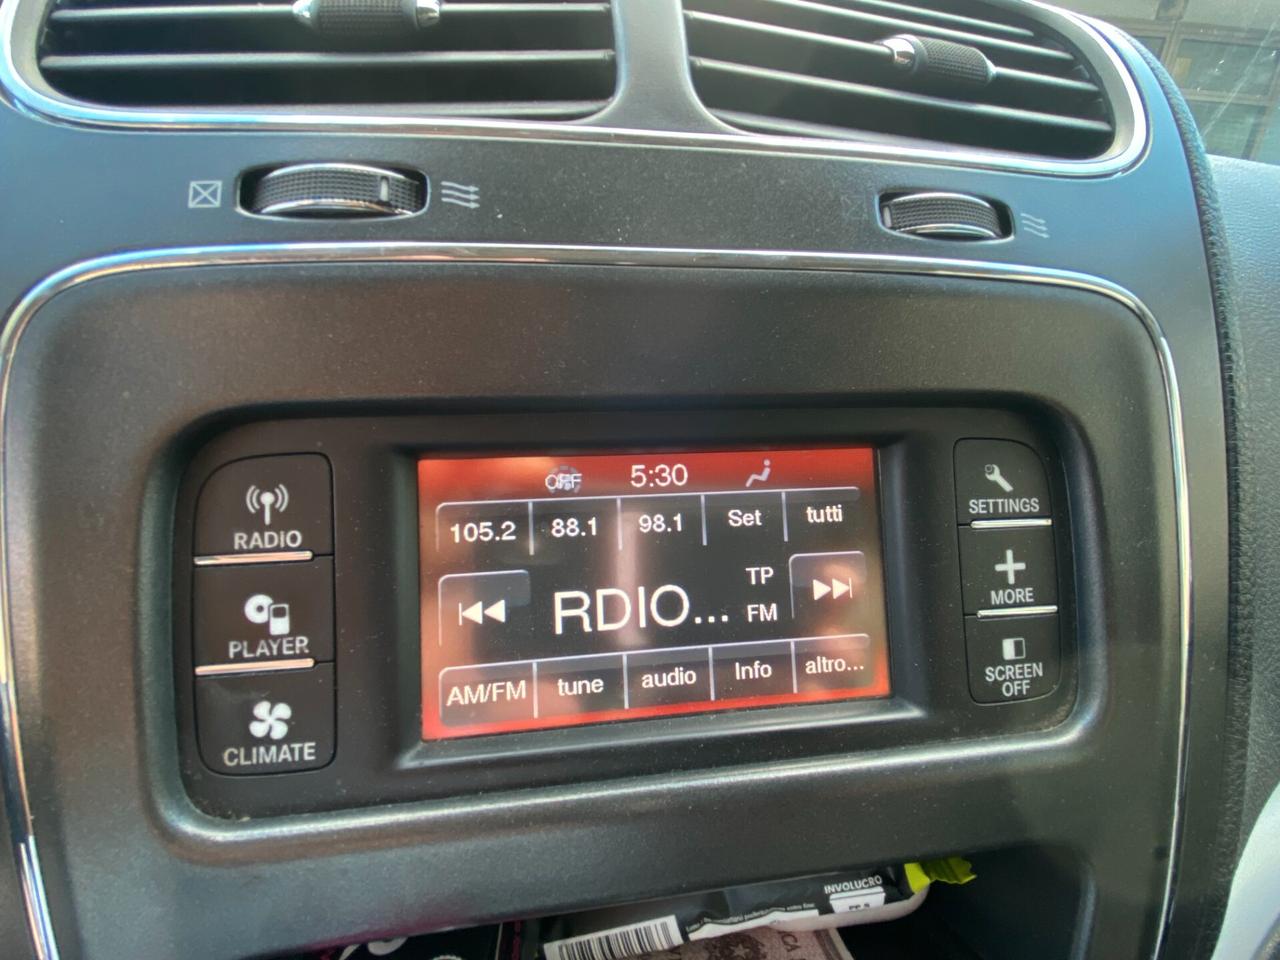 OFF 5:30
105.2 88.1 98.1 Set tutti
RDIO... TP
FM
AM/FM tune audio Info altro...
RADIO
PLAYER
CLIMATE
SETTINGS
MORE
SCREEN
OFF
INVOLUCRO